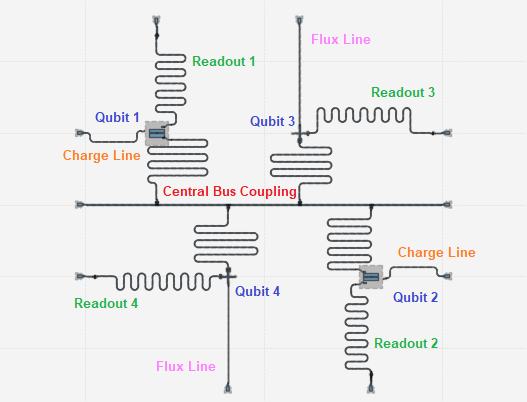 Flux Line
Readout 1
Readout 3
Qubit 1
Qubit 3
Charge Line
Central Bus Coupling
Charge Line
Qubit 4
Qubit 2
Readout 4
Readout 2
Flux Line